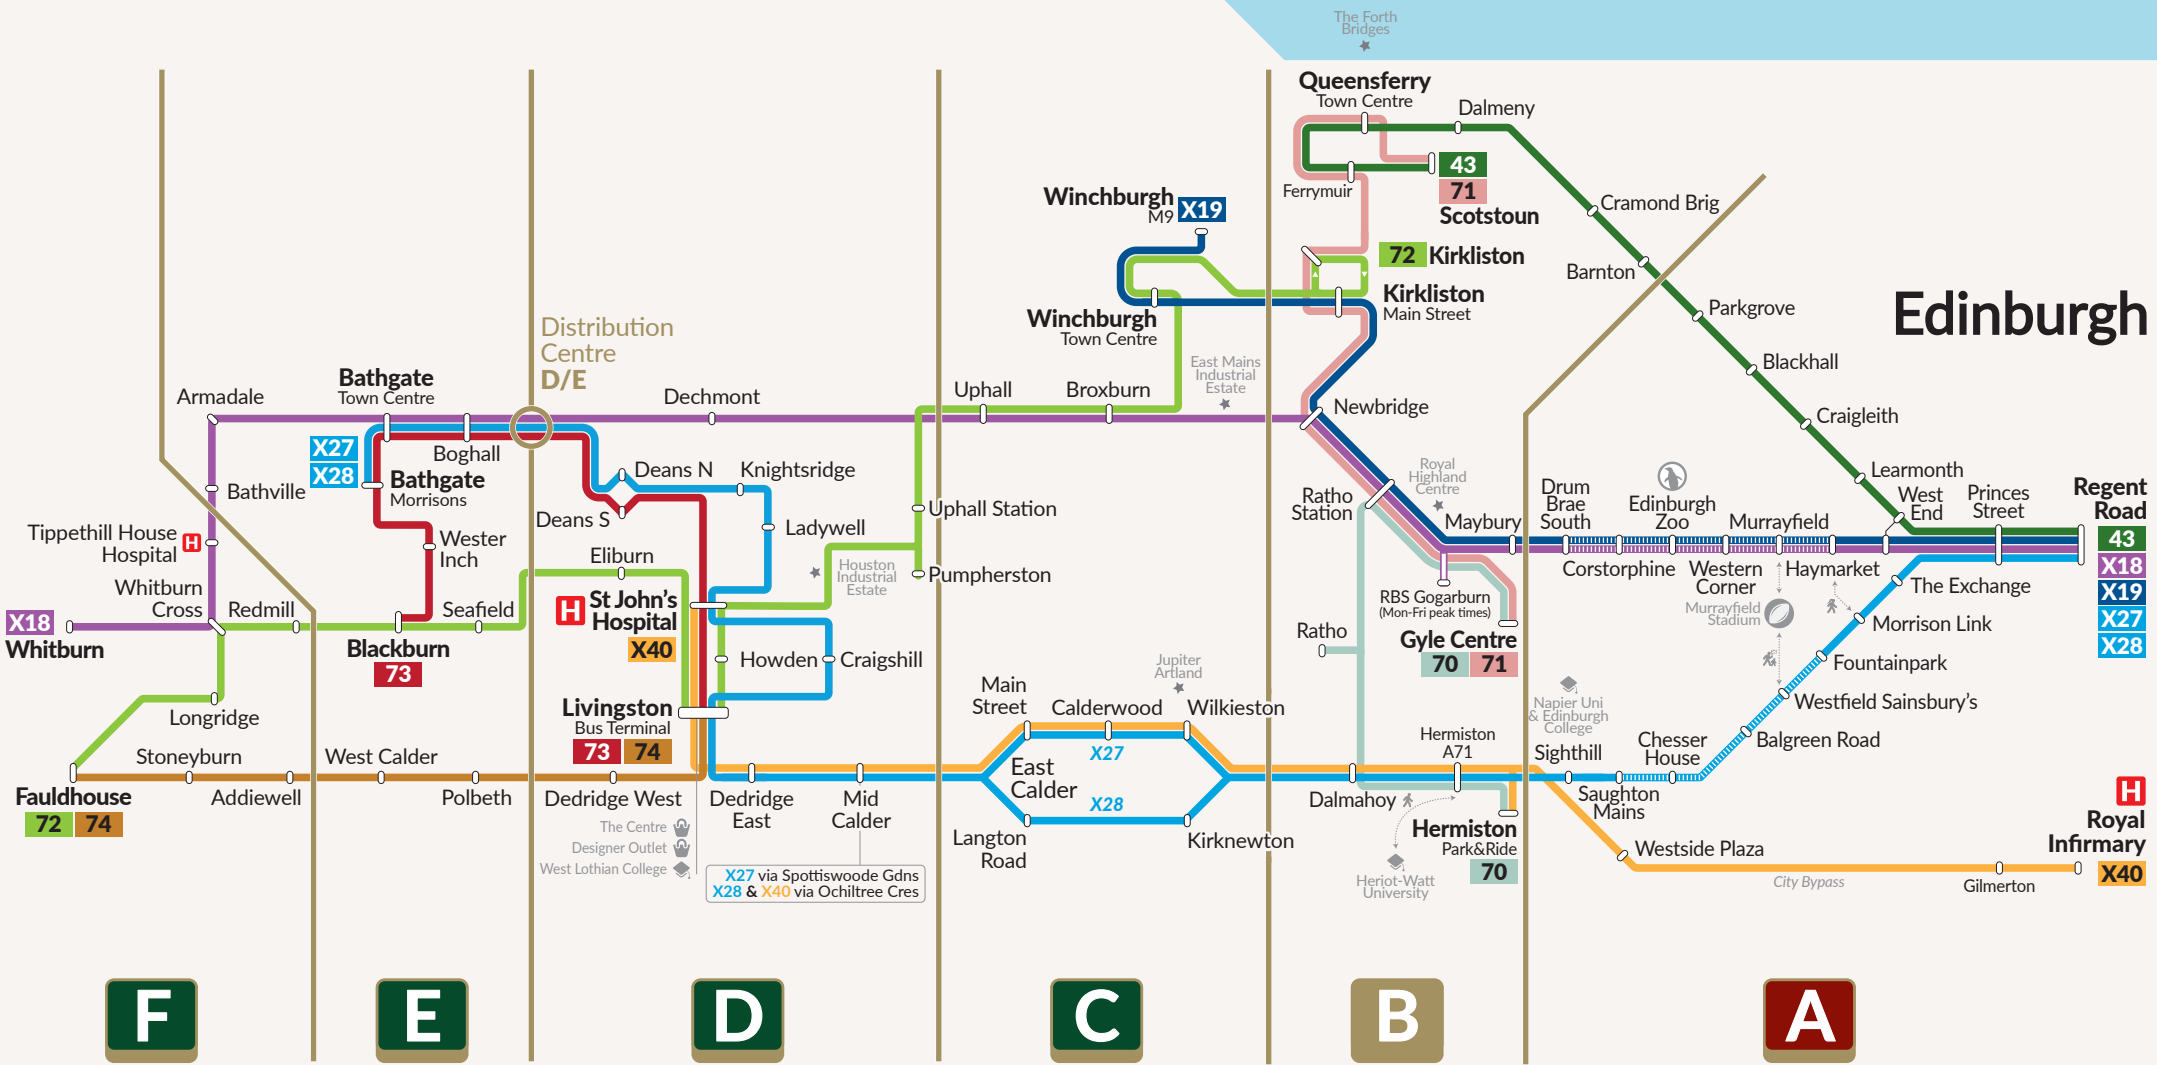 The Forth
Bridges
Queensferry
Town Centre
Dalmeny
43
71
Scotstoun
Ferrymuir
Cramond Brig
Winchburgh
M9
X19
72
Kirkliston
Barnton
Kirkliston
Main Street
Parkgrove
Edinburgh
Winchburgh
Town Centre
Distribution
Centre
D/E
East Mains
Industrial
Estate
Blackhall
Armadale
Bathgate
Town Centre
Dechmont
Uphall
Broxburn
Newbridge
Craigleith
X27
X28
Boghall
Bathgate
Morrisons
Deans N
Knightsridge
Royal
Highland
Centre
Learmonth
Bathville
Deans S
Uphall Station
Ratho
Station
Maybury
Drum
Brae
South
Edinburgh
Zoo
Murrayfield
West
End
Princes
Street
Regent
Road
43
X18
X19
X27
X28
Tippethill House
Hospital
H
Wester
Inch
Ladywell
Eliburn
Houston
Industrial
Estate
Pumpherston
Corstorphine
Western
Corner
Haymarket
The Exchange
Whitburn
Cross
Redmill
Seafield
H
St John's
Hospital
X40
RBS Gogarburn
(Mon-Fri peak times)
Gyle Centre
70
71
Murrayfield
Stadium
Morrison Link
X18
Whitburn
Blackburn
73
Howden
Craigshill
Ratho
Fountainpark
Jupiter
Artland
Longridge
Livingston
Bus Terminal
73
74
Main
Street
Calderwood
Wilkieston
Napier Uni
& Edinburgh
College
Westfield Sainsbury's
Stoneyburn
West Calder
X27
Hermiston
A71
Sighthill
Chesser
House
Balgreen Road
East
Calder
X28
Fauldhouse
72
74
Addiewell
Polbeth
Dedridge West
Dedridge
East
Mid
Calder
Dalmahoy
Saughton
Mains
The Centre
Designer Outlet
West Lothian College
Langton
Road
Kirknewton
Hermiston
Park&Ride
70
Heriot-Watt
University
Westside Plaza
City Bypass
Gilmerton
H
Royal
Infirmary
X40
X27 via Spottiswoode Gdns
X28 & X40 via Ochiltree Cres
F
E
D
C
B
A